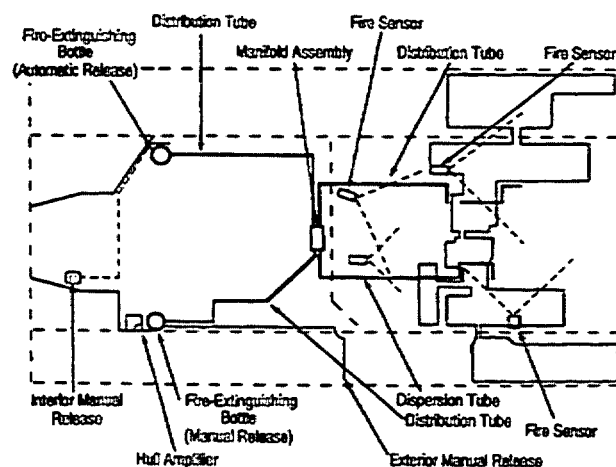 Distribution Tube
Fire Sensor
Fire-Extinguishing
Bottle
(Automatic Release)
Manifold Assembly
Distribution Tube
Fire Sensor
Interior Manual
Release
Hull Amplifier
Fire-Extinguishing
Bottle
(Manual Release)
Dispersion Tube
Distribution Tube
Exterior Manual Release
Fire Sensor